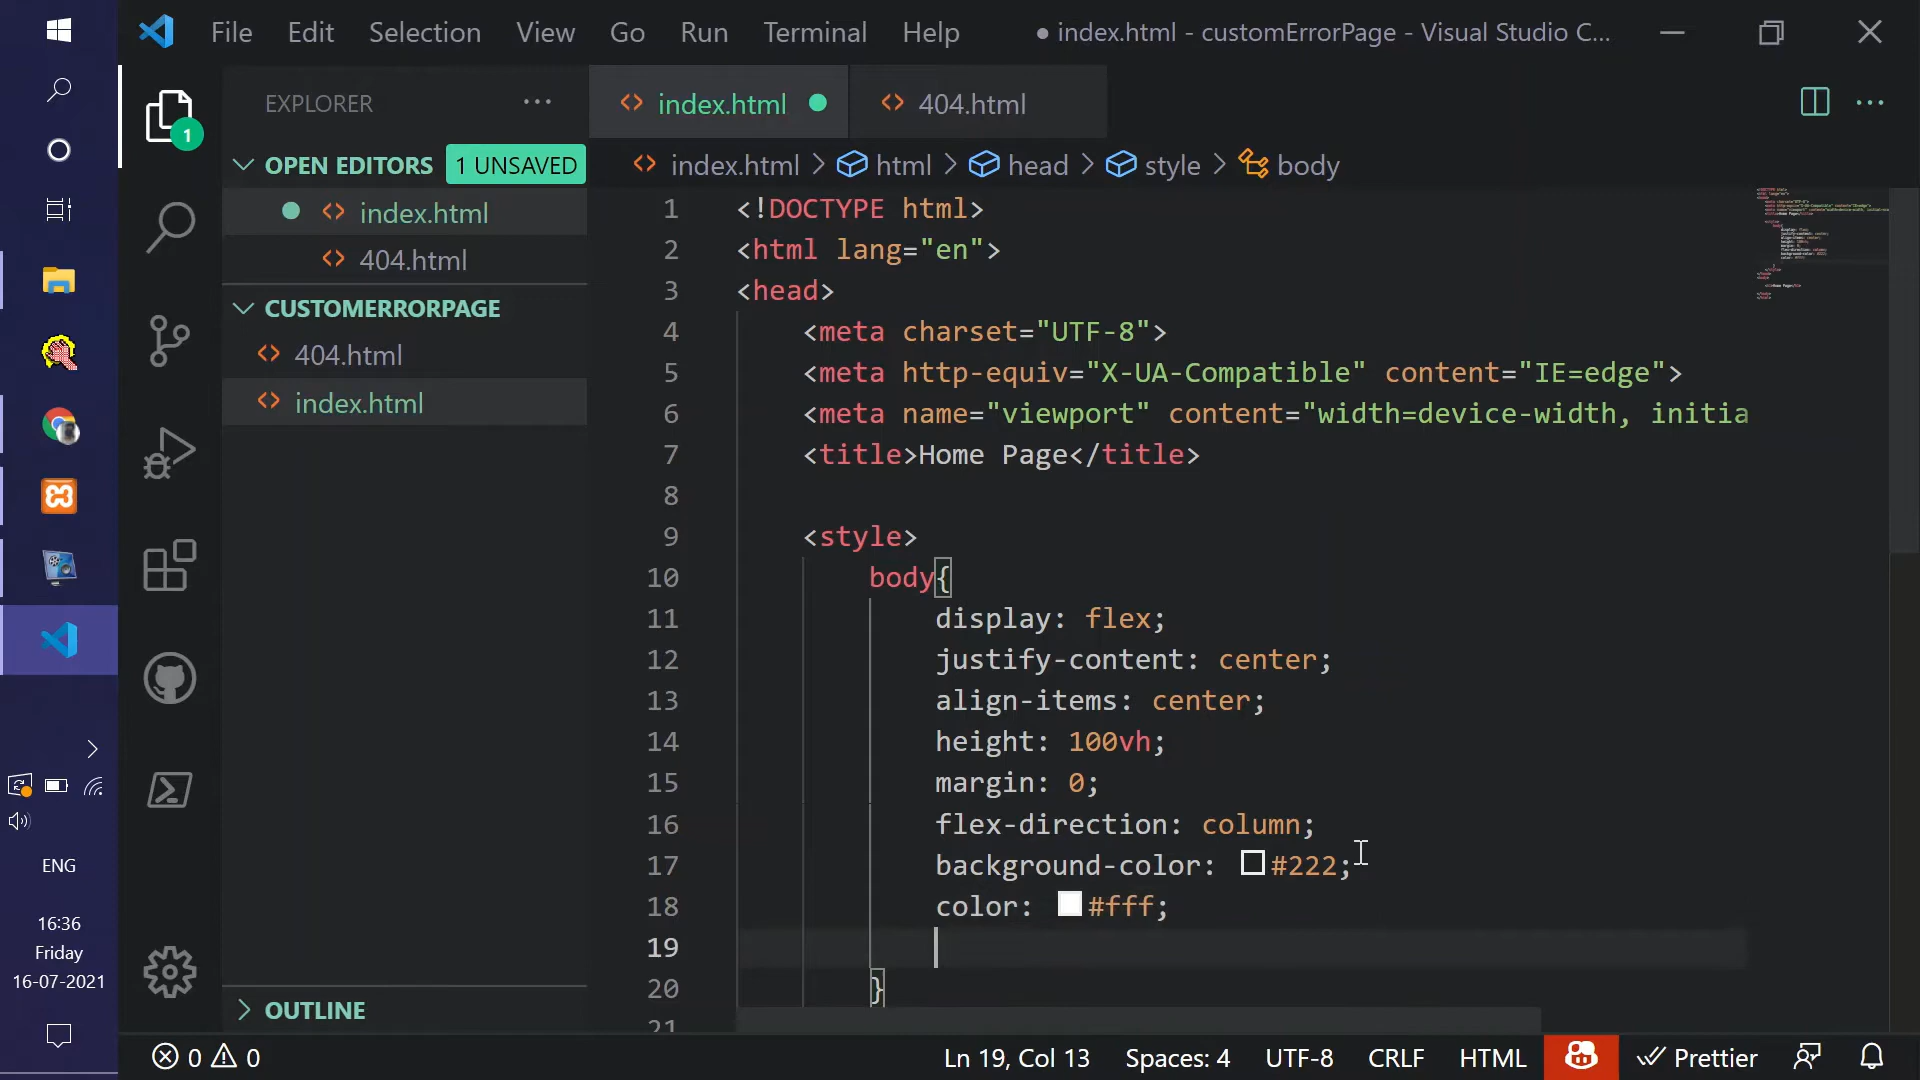 File Edit Selection View Go Run Terminal Help
● index.html - customErrorPage - Visual Studio C...
EXPLORER
index.html
404.html
OPEN EDITORS
1 UNSAVED
index.html > html > head > style > body
1
index.html
404.html
CUSTOMERRORPAGE
404.html
index.html
OUTLINE
1 <!DOCTYPE html>
2 <html lang="en">
3 <head>
4 <meta charset="UTF-8">
5 <meta http-equiv="X-UA-Compatible" content="IE=edge">
6 <meta name="viewport" content="width=device-width, initia
7 <title>Home Page</title>
8
9 <style>
10 body{
11 display: flex;
12 justify-content: center;
13 align-items: center;
14 height: 100vh;
15 margin: 0;
16 flex-direction: column;
17 background-color: #222;
18 color: #fff;
19
20 }
21
ENG
16:36
Friday
16-07-2021
0 0
Ln 19, Col 13 Spaces: 4 UTF-8 CRLF HTML Prettier